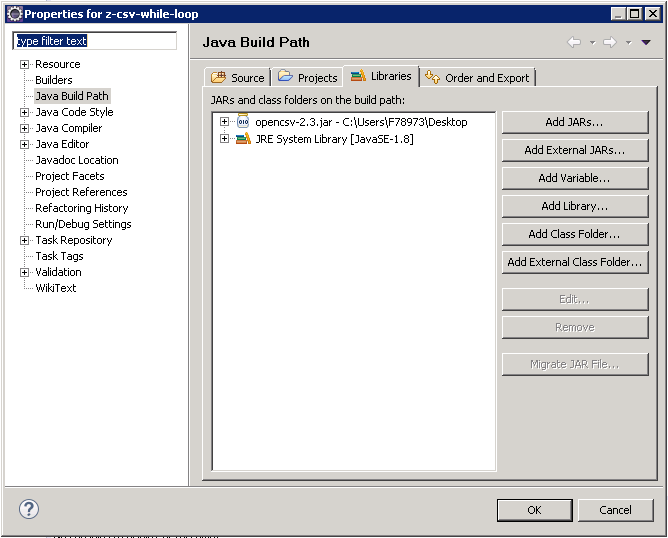 Properties for z-csv-while-loop
type filter text
Resource
Builders
Java Build Path
Java Code Style
Java Compiler
Java Editor
Javadoc Location
Project Facets
Project References
Refactoring History
Run/Debug Settings
Task Repository
Task Tags
Validation
WikiText
Java Build Path
Source
Projects
Libraries
Order and Export
JARs and class folders on the build path:
opencsv-2.3.jar - C:\Users\F78973\Desktop
JRE System Library [JavaSE-1.8]
Add JARs...
Add External JARs...
Add Variable...
Add Library...
Add Class Folder...
Add External Class Folder...
Edit...
Remove
Migrate JAR File...
OK
Cancel